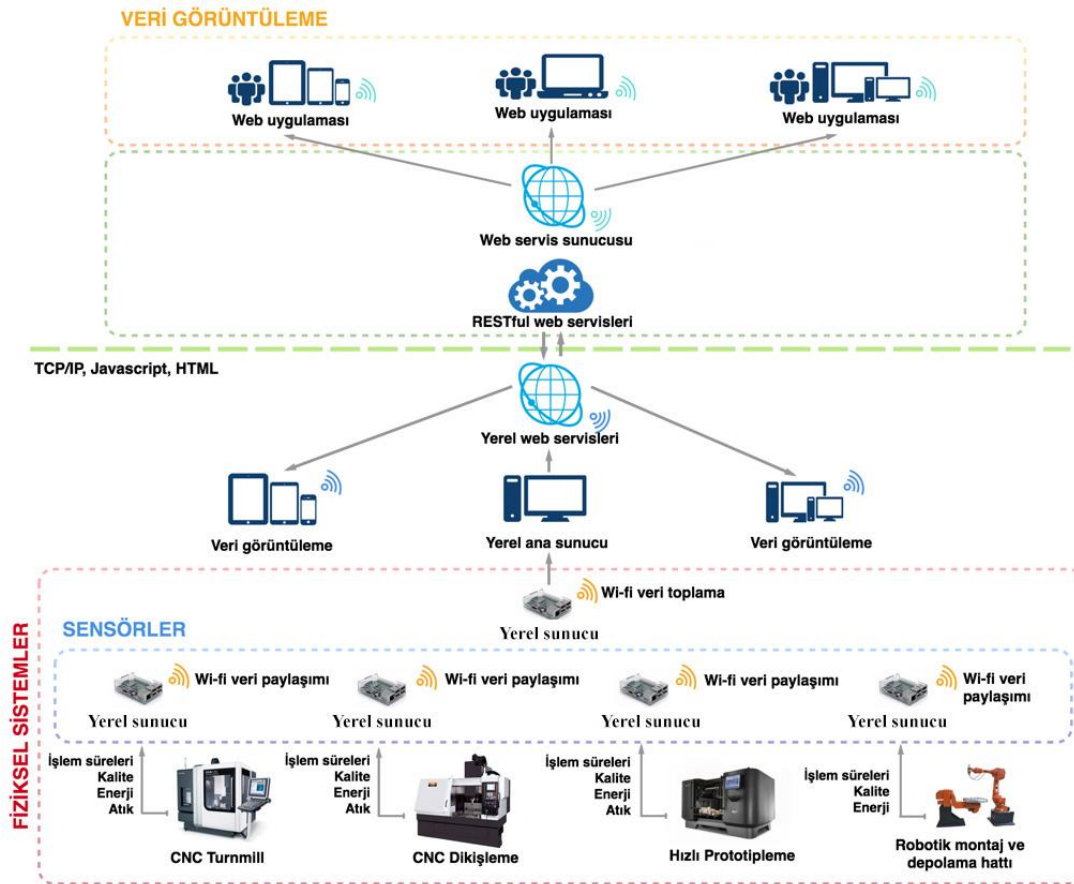 VERİ GÖRÜNTÜLEME
Web uygulaması
Web uygulaması
Web uygulaması
Web servis sunucusu
RESTful web servisleri
TCP/IP, Javascript, HTML
Yerel web servisleri
Veri görüntüleme
Yerel ana sunucu
Veri görüntüleme
Wi-fi veri toplama
Yerel sunucu
FİZİKSEL SİSTEMLER
SENSÖRLER
Wi-fi veri paylaşımı
Yerel sunucu
Wi-fi veri paylaşımı
Yerel sunucu
Wi-fi veri paylaşımı
Yerel sunucu
Wi-fi veri
paylaşımı
Yerel sunucu
İşlem süreleri
Kalite
Enerji
Atık
CNC Turnmill
İşlem süreleri
Kalite
Enerji
Atık
CNC Dikişleme
İşlem süreleri
Kalite
Enerji
Atık
Hızlı Prototipleme
İşlem süreleri
Kalite
Enerji
Robotik montaj ve
depolama hattı